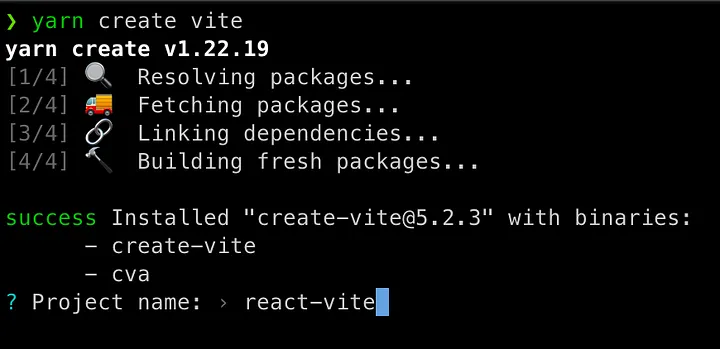 ❯ yarn create vite
yarn create v1.22.19
[1/4] 🔍 Resolving packages...
[2/4] 🚚 Fetching packages...
[3/4] 🔗 Linking dependencies...
[4/4] 🔨 Building fresh packages...
success Installed "create-vite@5.2.3" with binaries:
- create-vite
- cva
? Project name: › react-vite